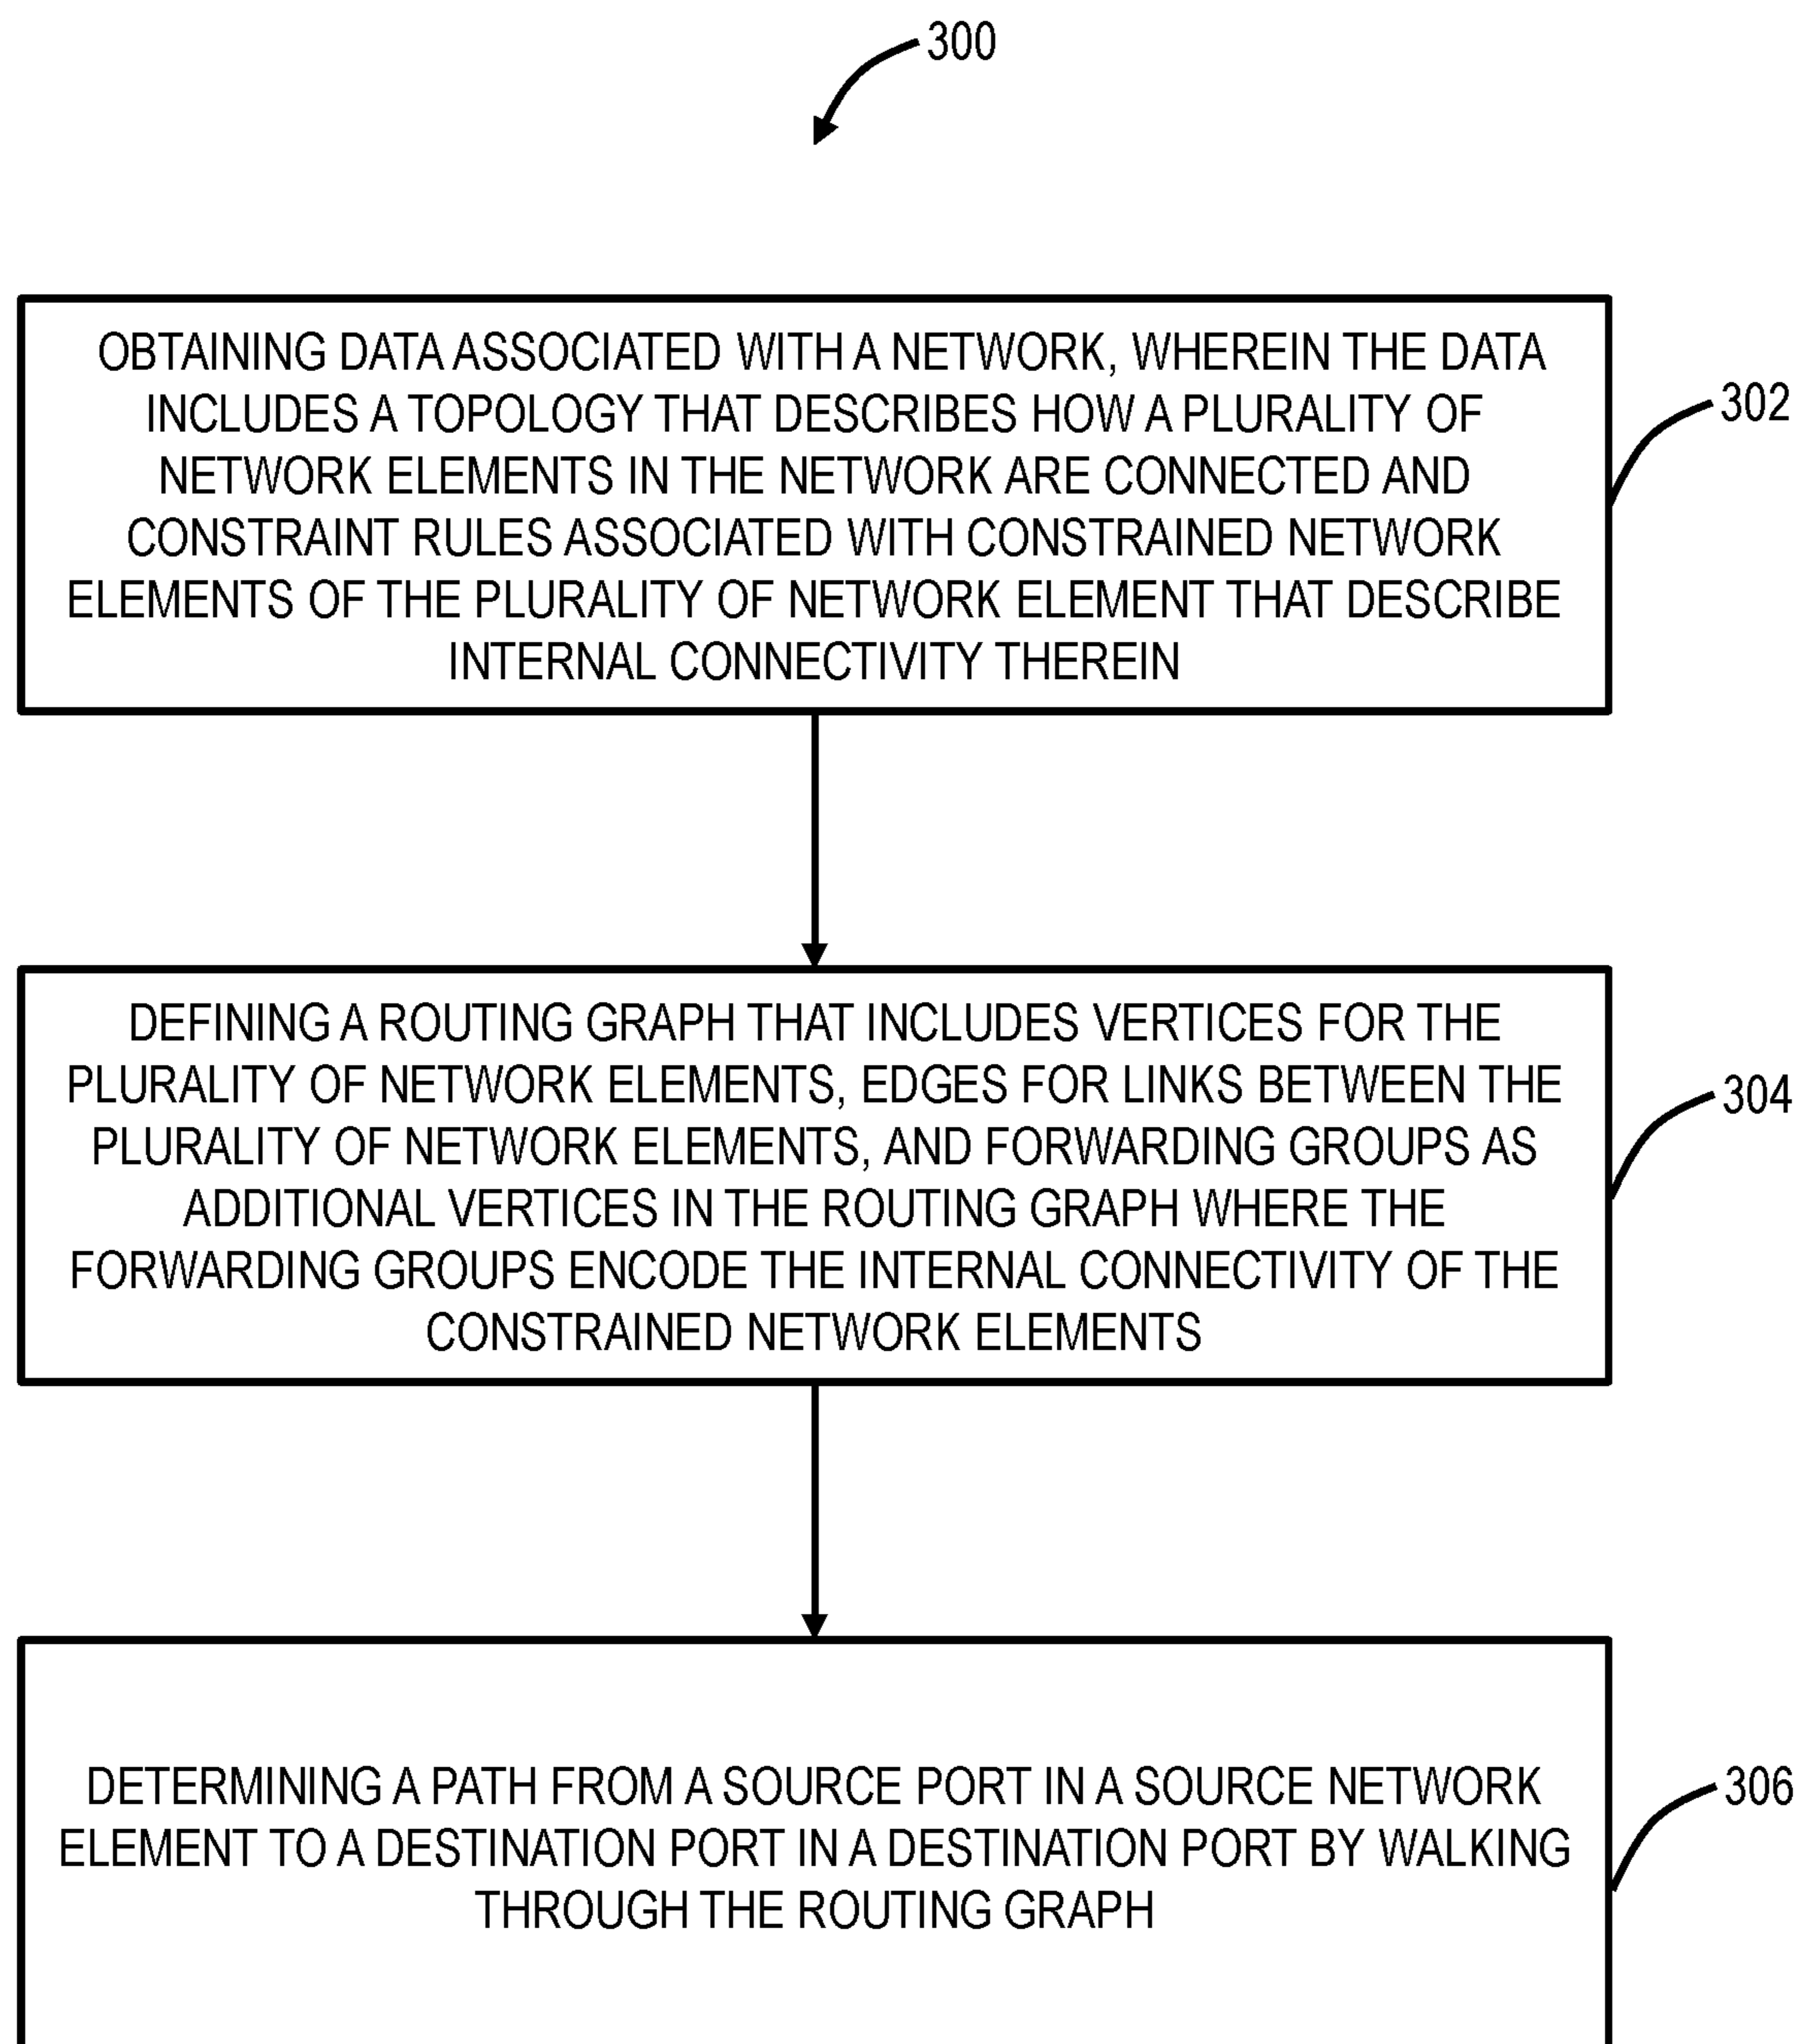 300
OBTAINING DATA ASSOCIATED WITH A NETWORK, WHEREIN THE DATA
INCLUDES A TOPOLOGY THAT DESCRIBES HOW A PLURALITY OF
NETWORK ELEMENTS IN THE NETWORK ARE CONNECTED AND
CONSTRAINT RULES ASSOCIATED WITH CONSTRAINED NETWORK
ELEMENTS OF THE PLURALITY OF NETWORK ELEMENT THAT DESCRIBE
INTERNAL CONNECTIVITY THEREIN
302
DEFINING A ROUTING GRAPH THAT INCLUDES VERTICES FOR THE
PLURALITY OF NETWORK ELEMENTS, EDGES FOR LINKS BETWEEN THE
PLURALITY OF NETWORK ELEMENTS, AND FORWARDING GROUPS AS
ADDITIONAL VERTICES IN THE ROUTING GRAPH WHERE THE
FORWARDING GROUPS ENCODE THE INTERNAL CONNECTIVITY OF THE
CONSTRAINED NETWORK ELEMENTS
304
DETERMINING A PATH FROM A SOURCE PORT IN A SOURCE NETWORK
ELEMENT TO A DESTINATION PORT IN A DESTINATION PORT BY WALKING
THROUGH THE ROUTING GRAPH
306